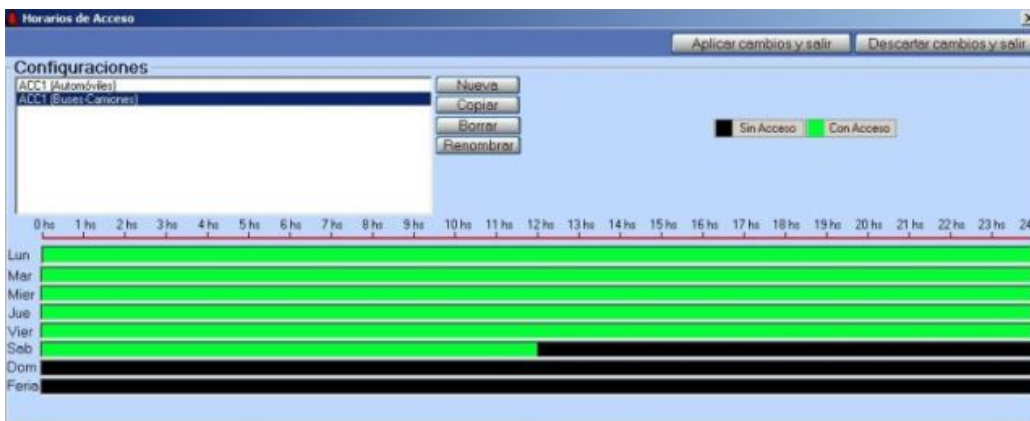 Horarios de Acceso
Aplicar cambios y salir Descartar cambios y salir
Configuraciones
ACC1 (Automóviles)
ACC1 (Buses-Camiones)
Nueva
Copiar
Borrar
Renombrar
Sin Acceso Con Acceso
0 hs 1 hs 2 hs 3 hs 4 hs 5 hs 6 hs 7 hs 8 hs 9 hs 10 hs 11 hs 12 hs 13 hs 14 hs 15 hs 16 hs 17 hs 18 hs 19 hs 20 hs 21 hs 22 hs 23 hs 24
Lun
Mar
Mier
Jue
Vier
Sab
Dom
Feria